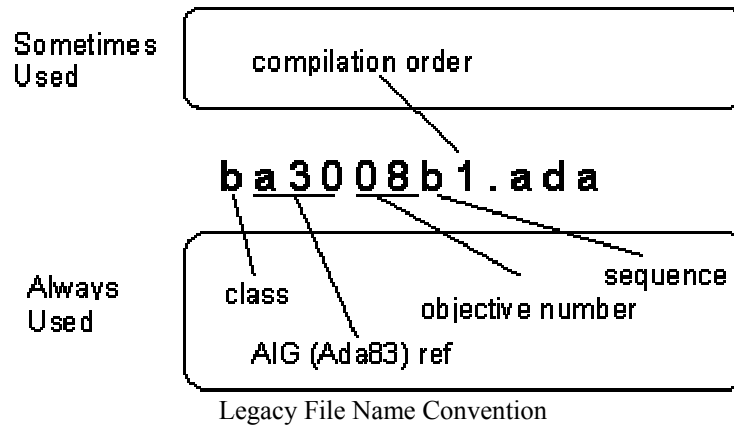 Sometimes
Used
compilation order
ba3008b1.ada
Always
Used
class
sequence
objective number
AIG (Ada83) ref
Legacy File Name Convention